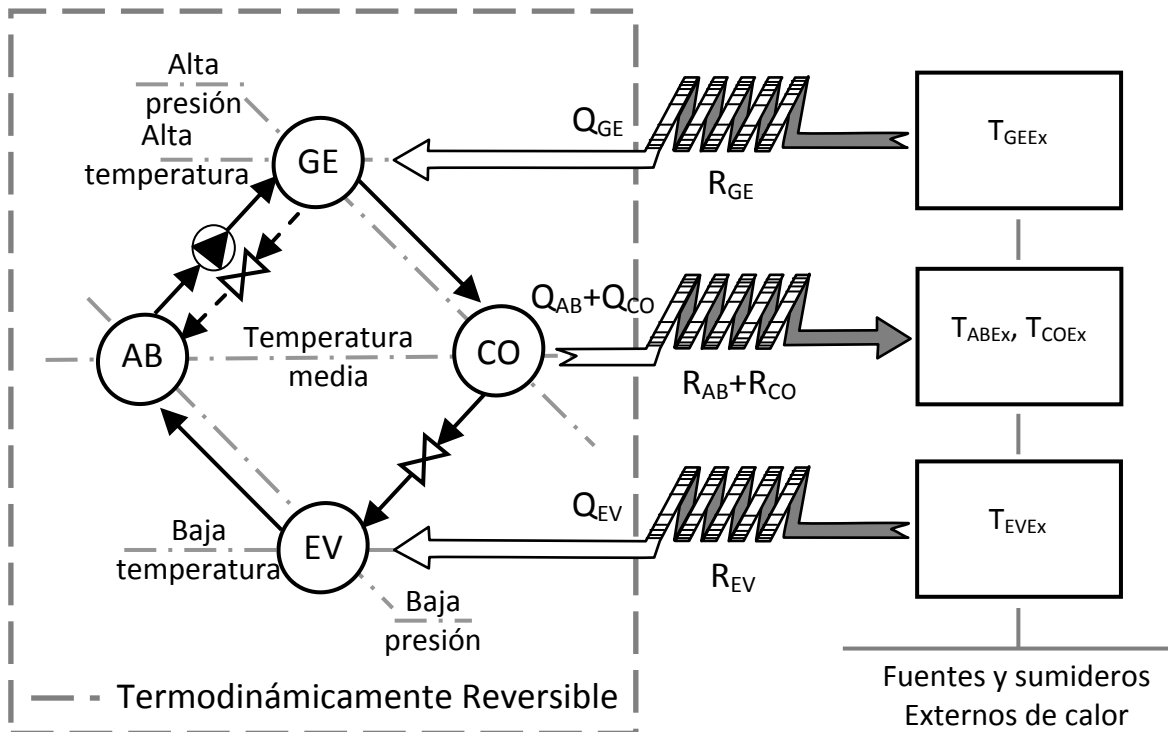 Alta
presión
Alta
temperatura
GE
Q_GE
R_GE
T_GEEx
AB
Temperatura
media
CO
Q_AB+Q_CO
R_AB+R_CO
T_ABEx, T_COEx
Baja
temperatura
EV
Q_EV
R_EV
T_EVEx
Baja
presión
Termodinámicamente Reversible
Fuentes y sumideros
Externos de calor